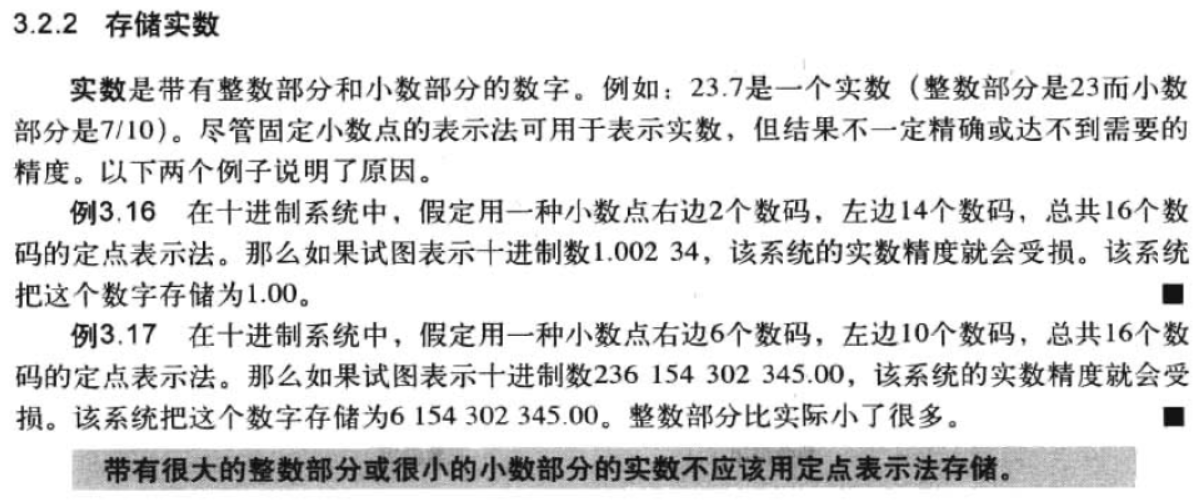 3.2.2 存储实数
实数是带有整数部分和小数部分的数字。例如：23.7是一个实数（整数部分是23而小数
部分是7/10）。尽管固定小数点的表示法可用于表示实数，但结果不一定精确或达不到需要的
精度。以下两个例子说明了原因。
例3.16 在十进制系统中，假定用一种小数点右边2个数码，左边14个数码，总共16个数
码的定点表示法。那么如果试图表示十进制数1.002 34，该系统的实数精度就会受损。该系统
把这个数字存储为1.00。 ■
例3.17 在十进制系统中，假定用一种小数点右边6个数码，左边10个数码，总共16个数
码的定点表示法。那么如果试图表示十进制数236 154 302 345.00，该系统的实数精度就会受
损。该系统把这个数字存储为6 154 302 345.00。整数部分比实际小了很多。 ■
带有很大的整数部分或很小的小数部分的实数不应该用定点表示法存储。